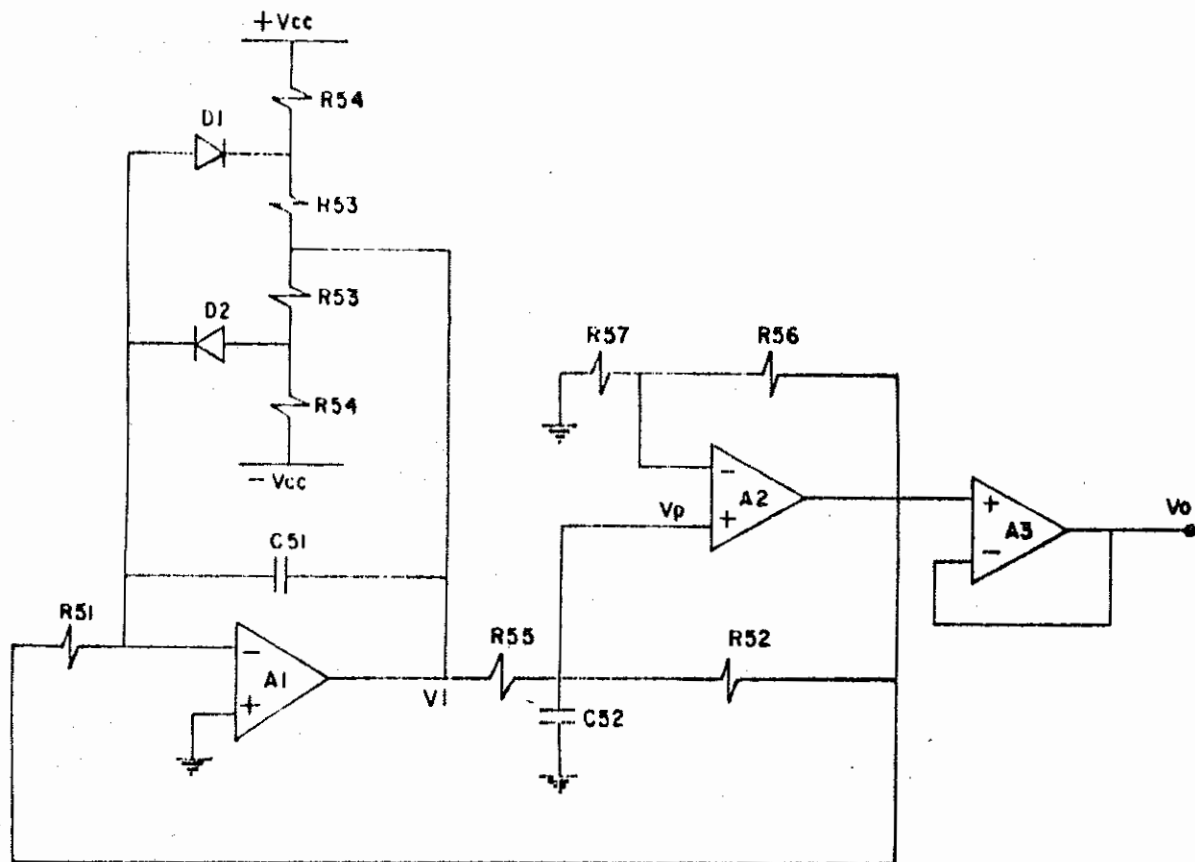 + Vcc
R54
D1
R53
R53
D2
R54
- Vcc
R57
R56
-
A2
Vp
+
+
A3
-
Vo
C51
R51
-
A1
+
V1
R55
R52
C52